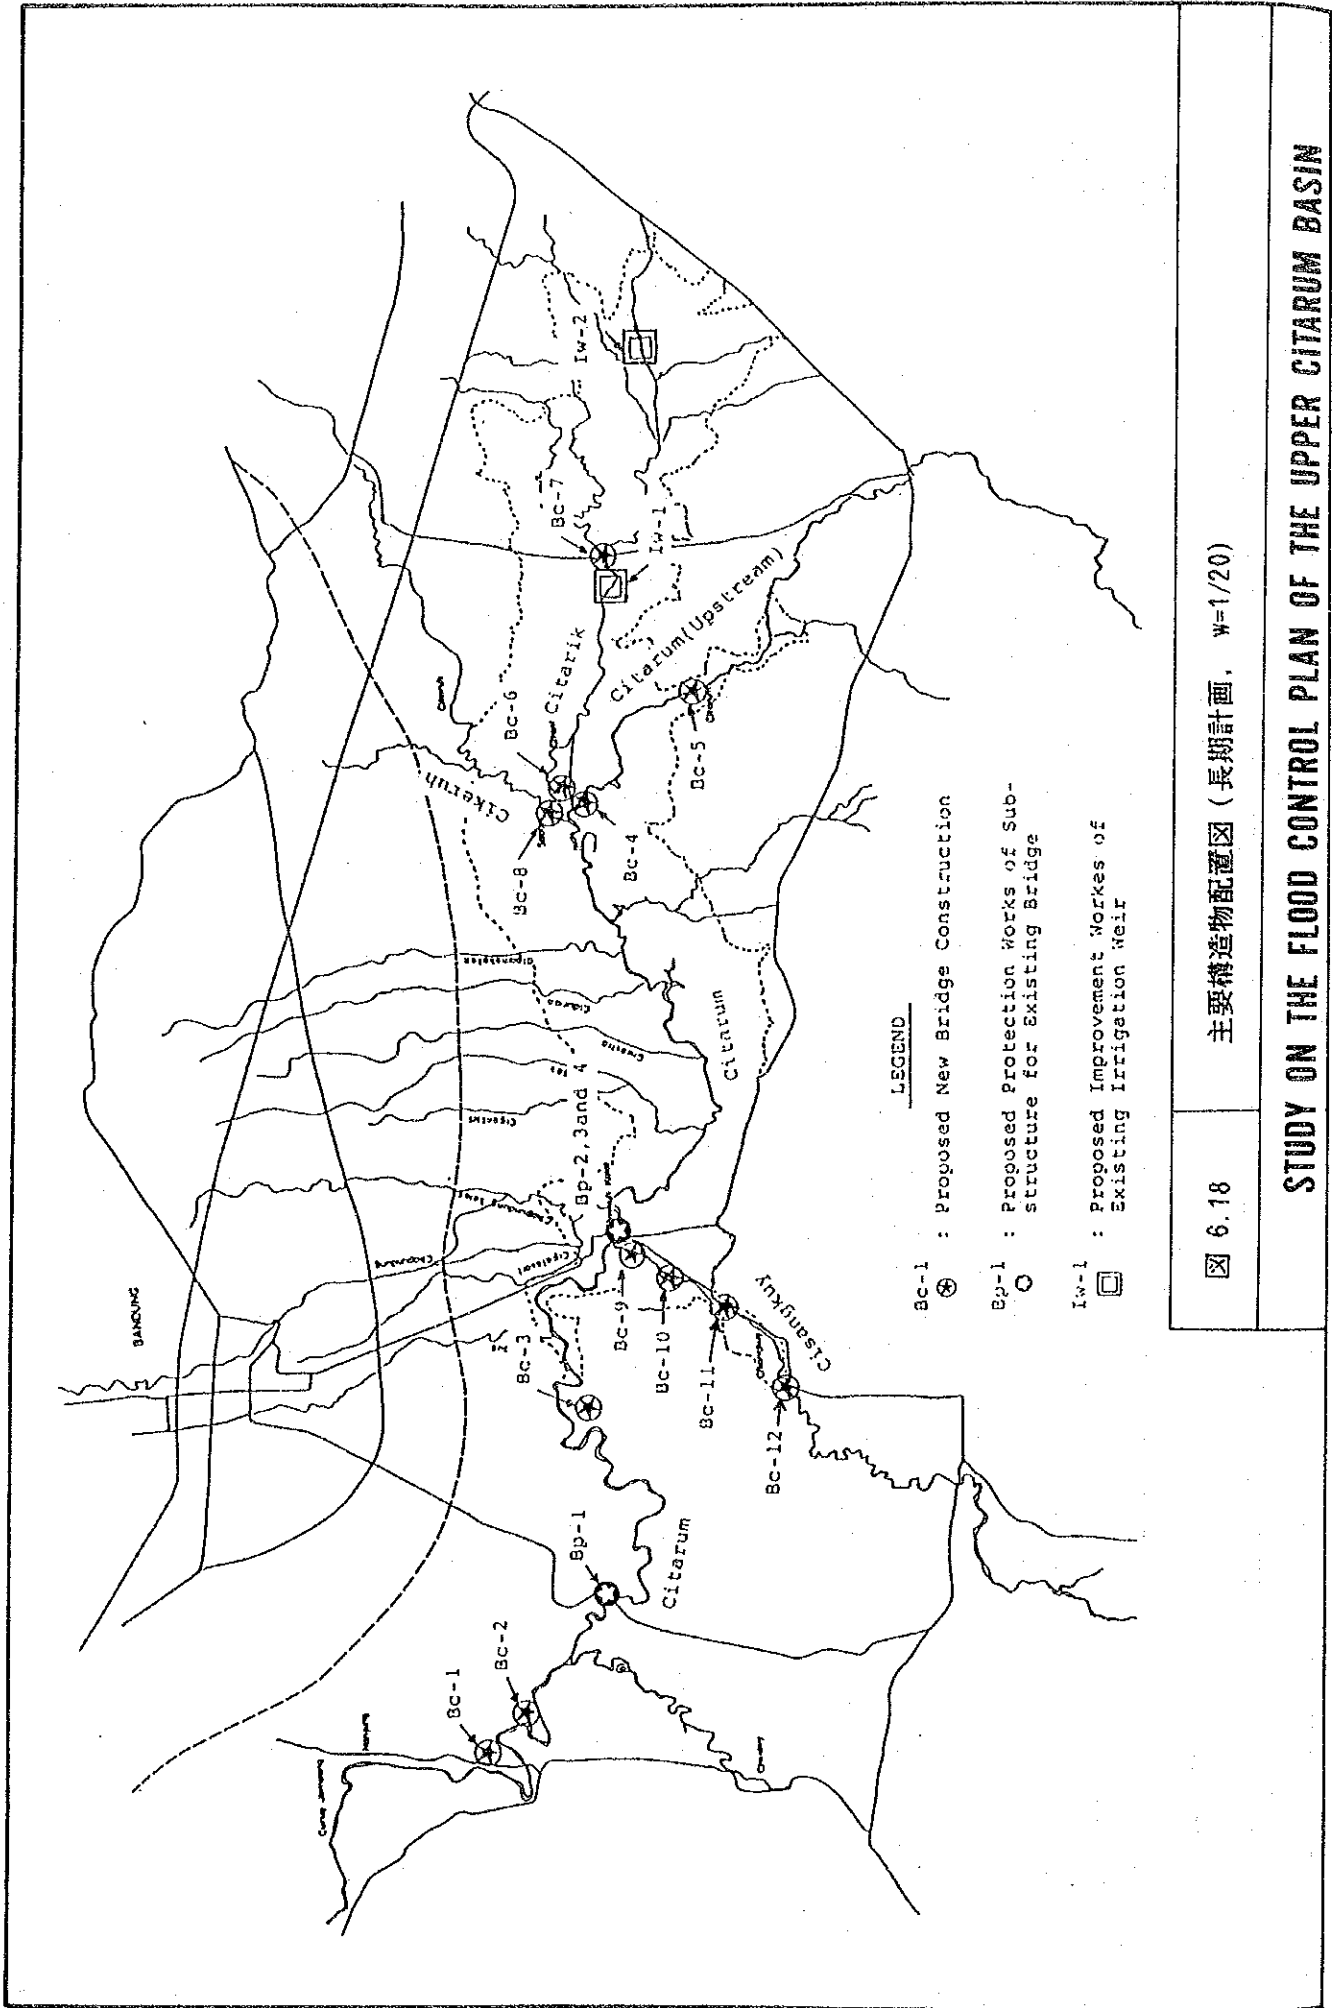 BANDUNG
Curug Jompong
Bc-1
Bc-2
Bp-1
Citarum
Bc-3
Bc-9
Bc-10
Bc-11
Bc-12
Cisangkuy
Bp-2,3and 4
Cipalasari
Citarum
Bc-8
Bc-4
Cikeruh
Bc-6
Citarik
Citarum(Upstream)
Bc-5
Bc-7
Iw-1
Iw-2
LEGEND
Bc-1 : Proposed New Bridge Construction
Bp-1 : Proposed Protection Works of Sub-
structure for Existing Bridge
Iw-1 : Proposed Improvement Workes of
Existing Irrigation Weir
図 6.18
主要構造物配置図(長期計画, W=1/20)
STUDY ON THE FLOOD CONTROL PLAN OF THE UPPER CITARUM BASIN